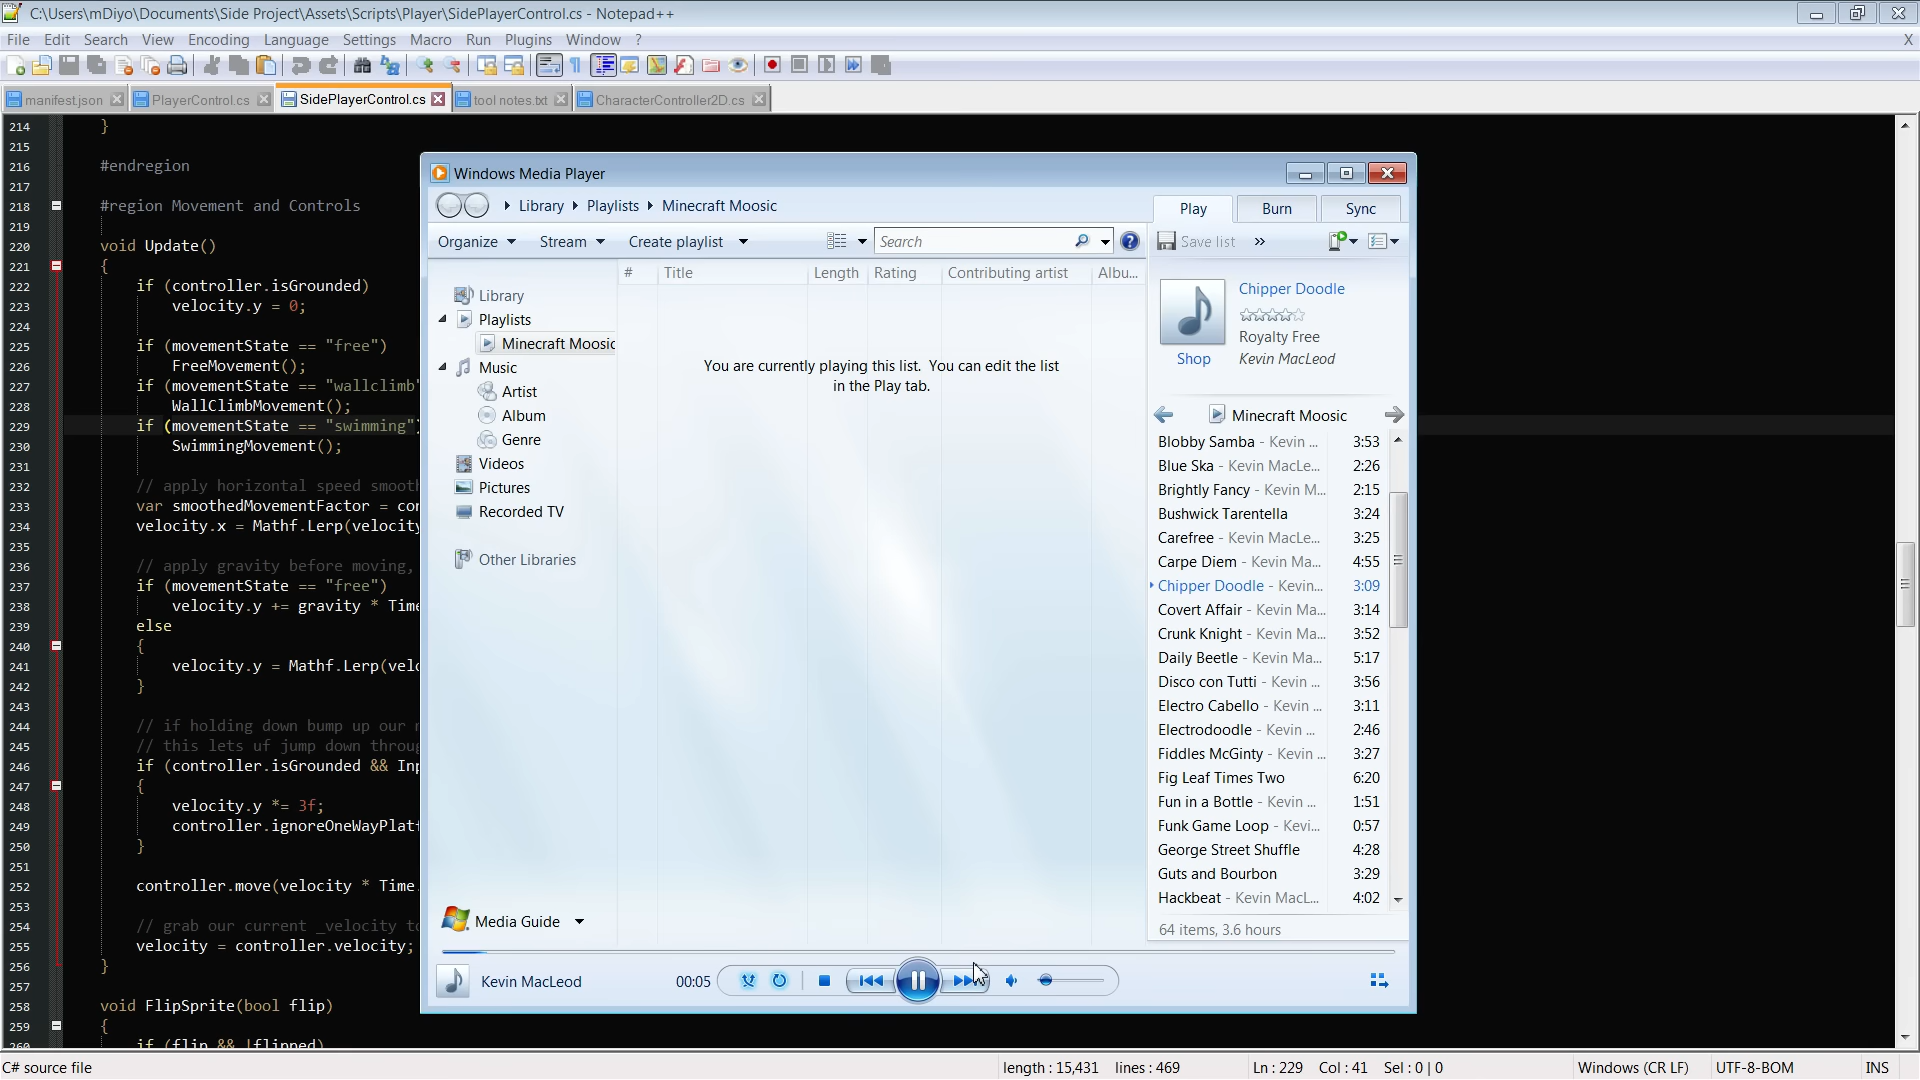 C:\Users\mDiyo\Documents\Side Project\Assets\Scripts\Player\SidePlayerControl.cs - Notepad++
File Edit Search View Encoding Language Settings Macro Run Plugins Window ? X
manifest.json PlayerControl.cs SidePlayerControl.cs tool notes.txt CharacterController2D.cs
214 }
215
216 #endregion
217
218 #region Movement and Controls
219
220 void Update()
221 {
222 if (controller.isGrounded)
223 velocity.y = 0;
224
225 if (movementState == "free")
226 FreeMovement();
227 if (movementState == "wallclimb"
228 WallClimbMovement();
229 if (movementState == "swimming")
230 SwimmingMovement();
231
232 // apply horizontal speed smoot
233 var smoothedMovementFactor = co
234 velocity.x = Mathf.Lerp(velocity
235
236 // apply gravity before moving,
237 if (movementState == "free")
238 velocity.y += gravity * Time
239 else
240 {
241 velocity.y = Mathf.Lerp(velo
242 }
243
244 // if holding down bump up our
245 // this lets uf jump down throu
246 if (controller.isGrounded && Inp
247 {
248 velocity.y *= 3f;
249 controller.ignoreOneWayPlat
250 }
251
252 controller.move(velocity * Time.
253
254 // grab our current _velocity to
255 velocity = controller.velocity;
256 }
257
258 void FlipSprite(bool flip)
259 {
260 if (flip && !flipped)
Windows Media Player
Library Playlists Minecraft Moosic
Play Burn Sync
Organize Stream Create playlist Search ? Save list »
# Title Length Rating Contributing artist Albu...
Library
Playlists
Minecraft Moosic
Music
Artist
Album
Genre
Videos
Pictures
Recorded TV
Other Libraries
You are currently playing this list. You can edit the list
in the Play tab.
Media Guide
Chipper Doodle
Royalty Free
Kevin MacLeod
Shop
Minecraft Moosic
Blobby Samba - Kevin ... 3:53
Blue Ska - Kevin MacLe... 2:26
Brightly Fancy - Kevin M... 2:15
Bushwick Tarentella 3:24
Carefree - Kevin MacLe... 3:25
Carpe Diem - Kevin Ma... 4:55
Chipper Doodle - Kevin... 3:09
Covert Affair - Kevin Ma... 3:14
Crunk Knight - Kevin Ma... 3:52
Daily Beetle - Kevin Ma... 5:17
Disco con Tutti - Kevin ... 3:56
Electro Cabello - Kevin ... 3:11
Electrodoodle - Kevin ... 2:46
Fiddles McGinty - Kevin ... 3:27
Fig Leaf Times Two 6:20
Fun in a Bottle - Kevin ... 1:51
Funk Game Loop - Kevi... 0:57
George Street Shuffle 4:28
Guts and Bourbon 3:29
Hackbeat - Kevin MacL... 4:02
64 items, 3.6 hours
Kevin MacLeod 00:05
C# source file length : 15,431 lines : 469 Ln : 229 Col : 41 Sel : 0 | 0 Windows (CR LF) UTF-8-BOM INS